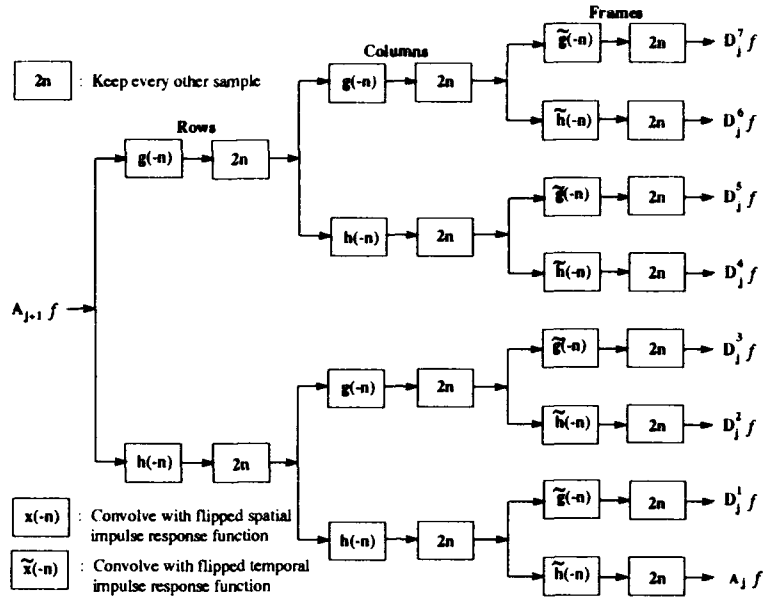 Frames
g̃(-n) 2n D_j^7 f
Columns
g(-n) 2n
2n : Keep every other sample
h̃(-n) 2n D_j^6 f
Rows
g(-n) 2n
g̃(-n) 2n D_j^5 f
h(-n) 2n
h̃(-n) 2n D_j^4 f
A_{j+1} f
g̃(-n) 2n D_j^3 f
g(-n) 2n
h̃(-n) 2n D_j^2 f
h(-n) 2n
g̃(-n) 2n D_j^1 f
x(-n) : Convolve with flipped spatial
impulse response function
h(-n) 2n
x̃(-n) : Convolve with flipped temporal
impulse response function
h̃(-n) 2n A_j f